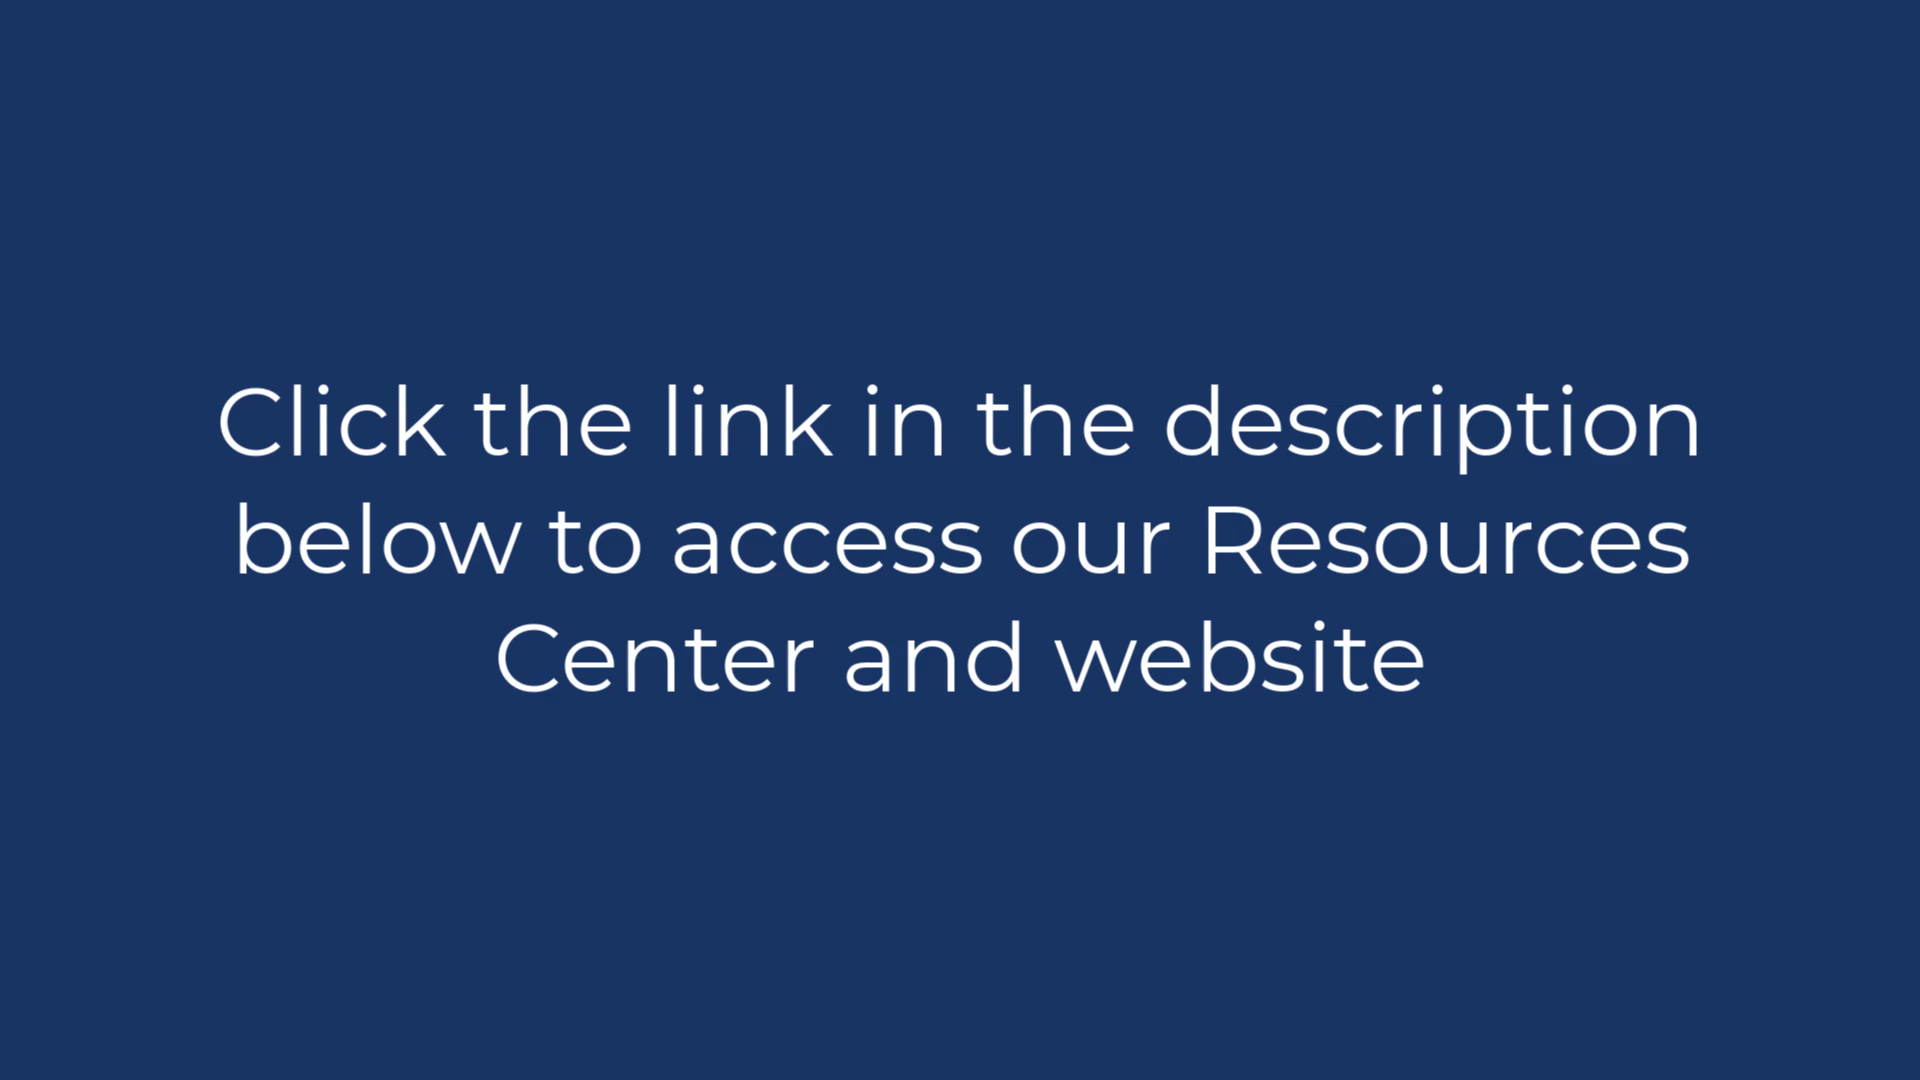 Click the link in the description
below to access our Resources
Center and website